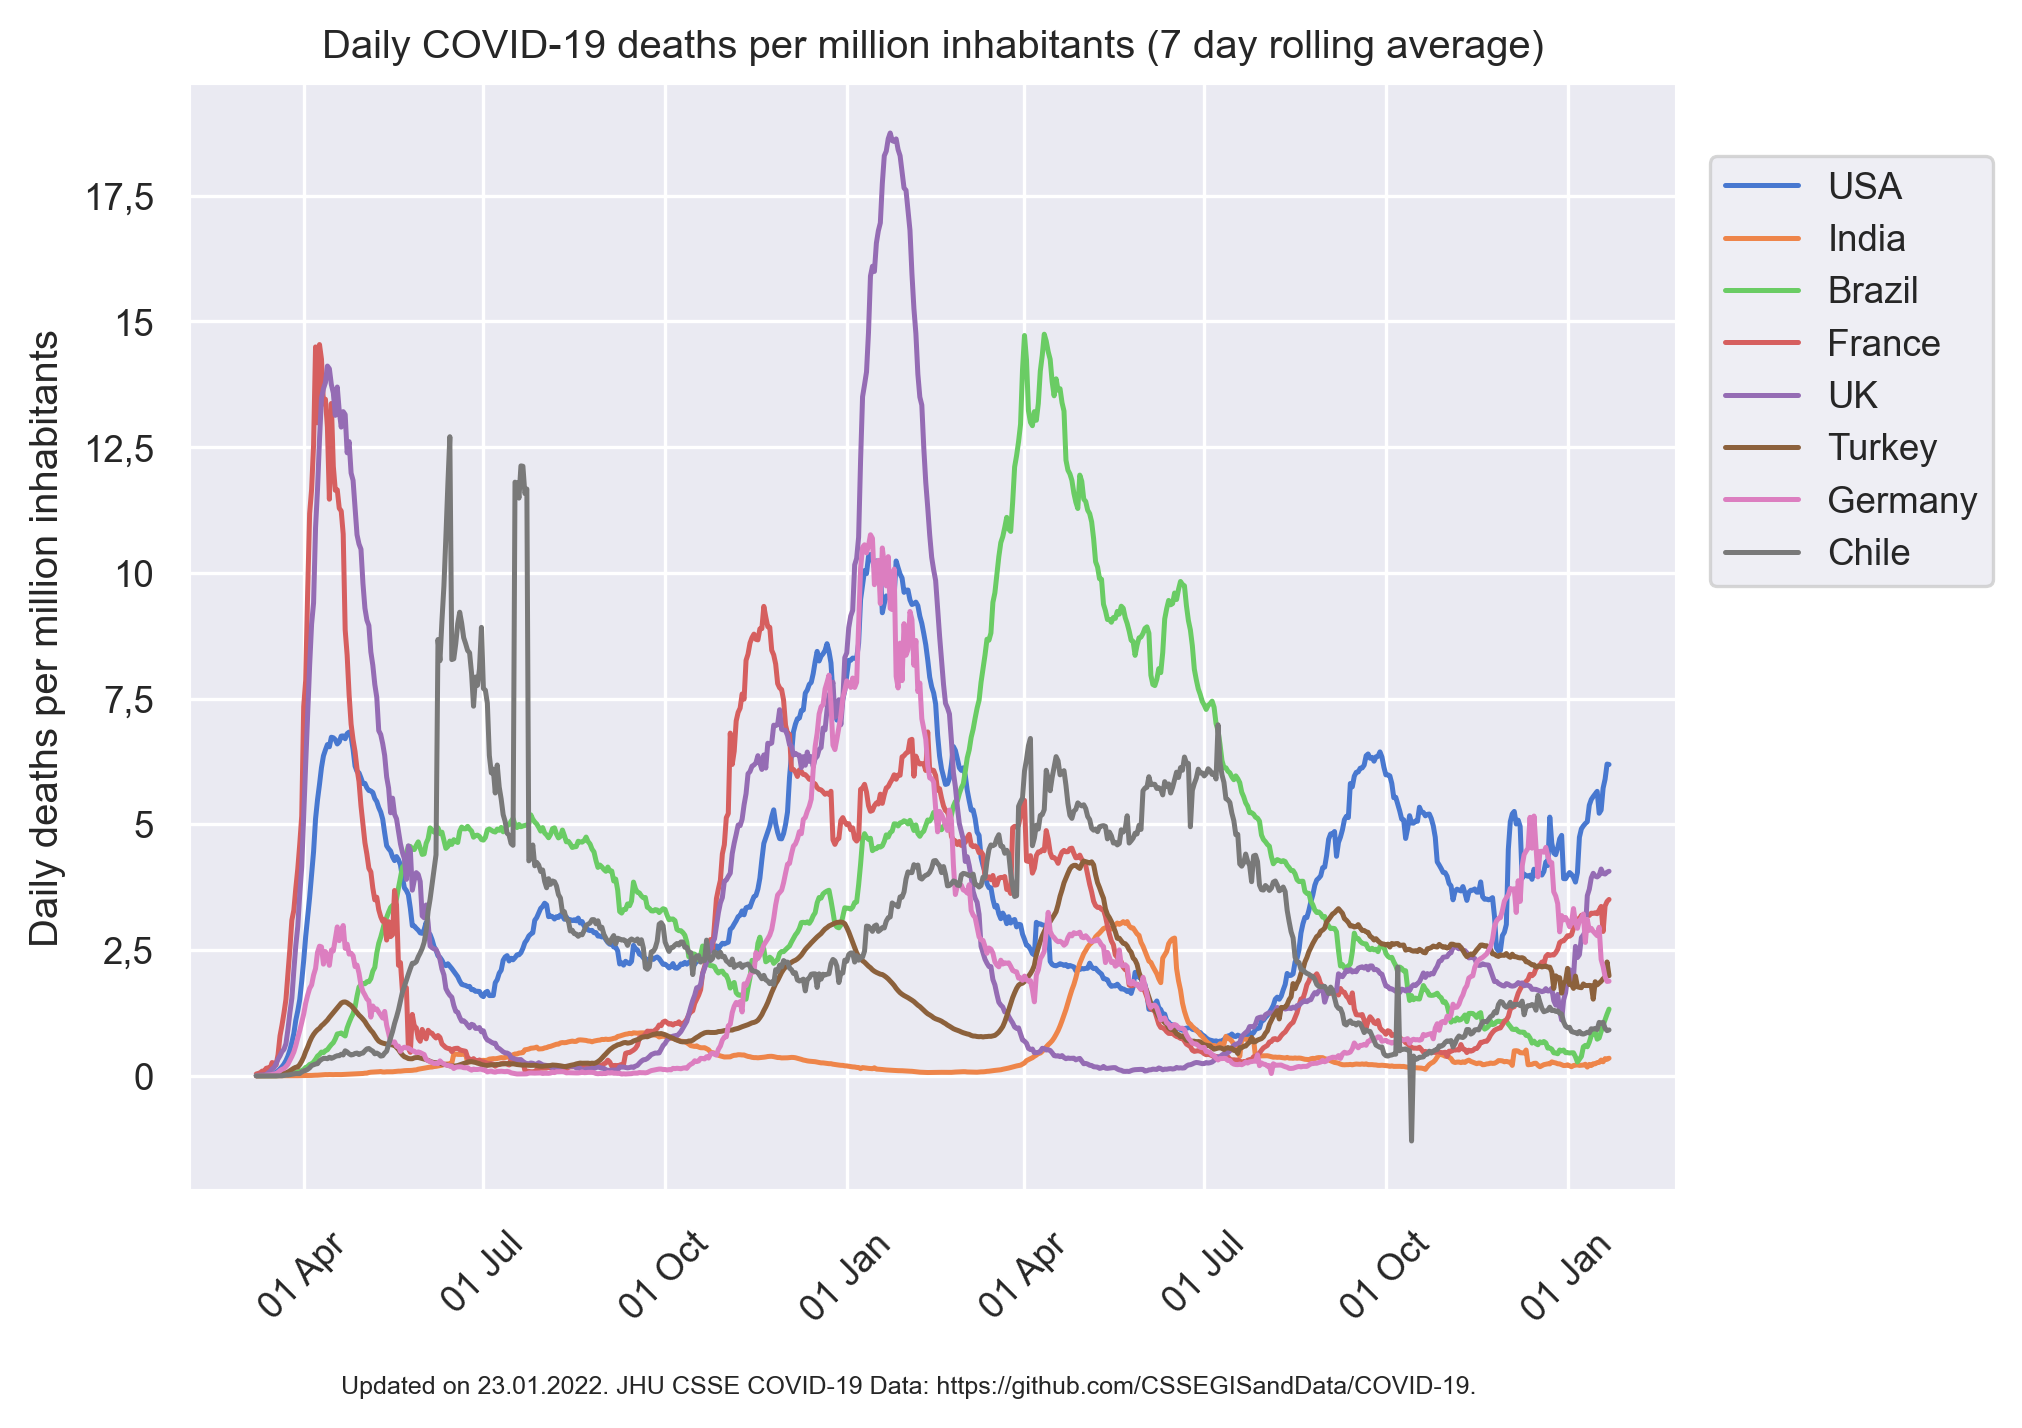 Daily COVID-19 deaths per million inhabitants (7 day rolling average)
Daily deaths per million inhabitants
17,5
15
12,5
10
7,5
5
2,5
0
01 Apr
01 Jul
01 Oct
01 Jan
01 Apr
01 Jul
01 Oct
01 Jan
USA
India
Brazil
France
UK
Turkey
Germany
Chile
Updated on 23.01.2022. JHU CSSE COVID-19 Data: https://github.com/CSSEGISandData/COVID-19.